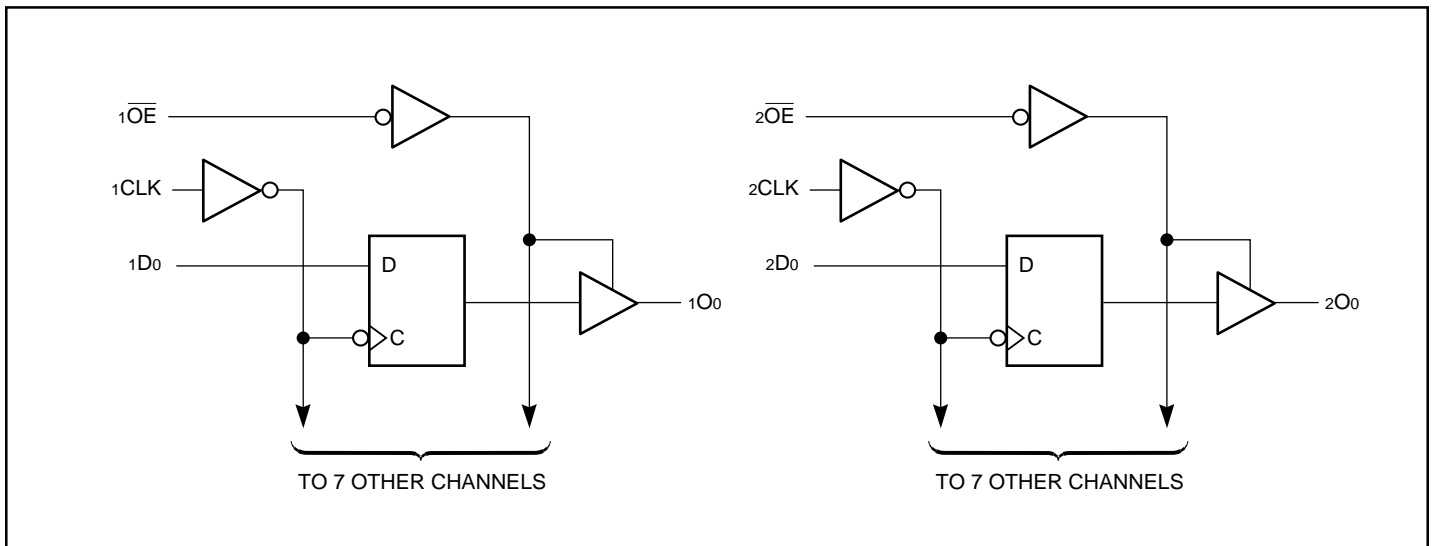 1OE
1CLK
1D0
D
C
1O0
TO 7 OTHER CHANNELS
2OE
2CLK
2D0
D
C
2O0
TO 7 OTHER CHANNELS